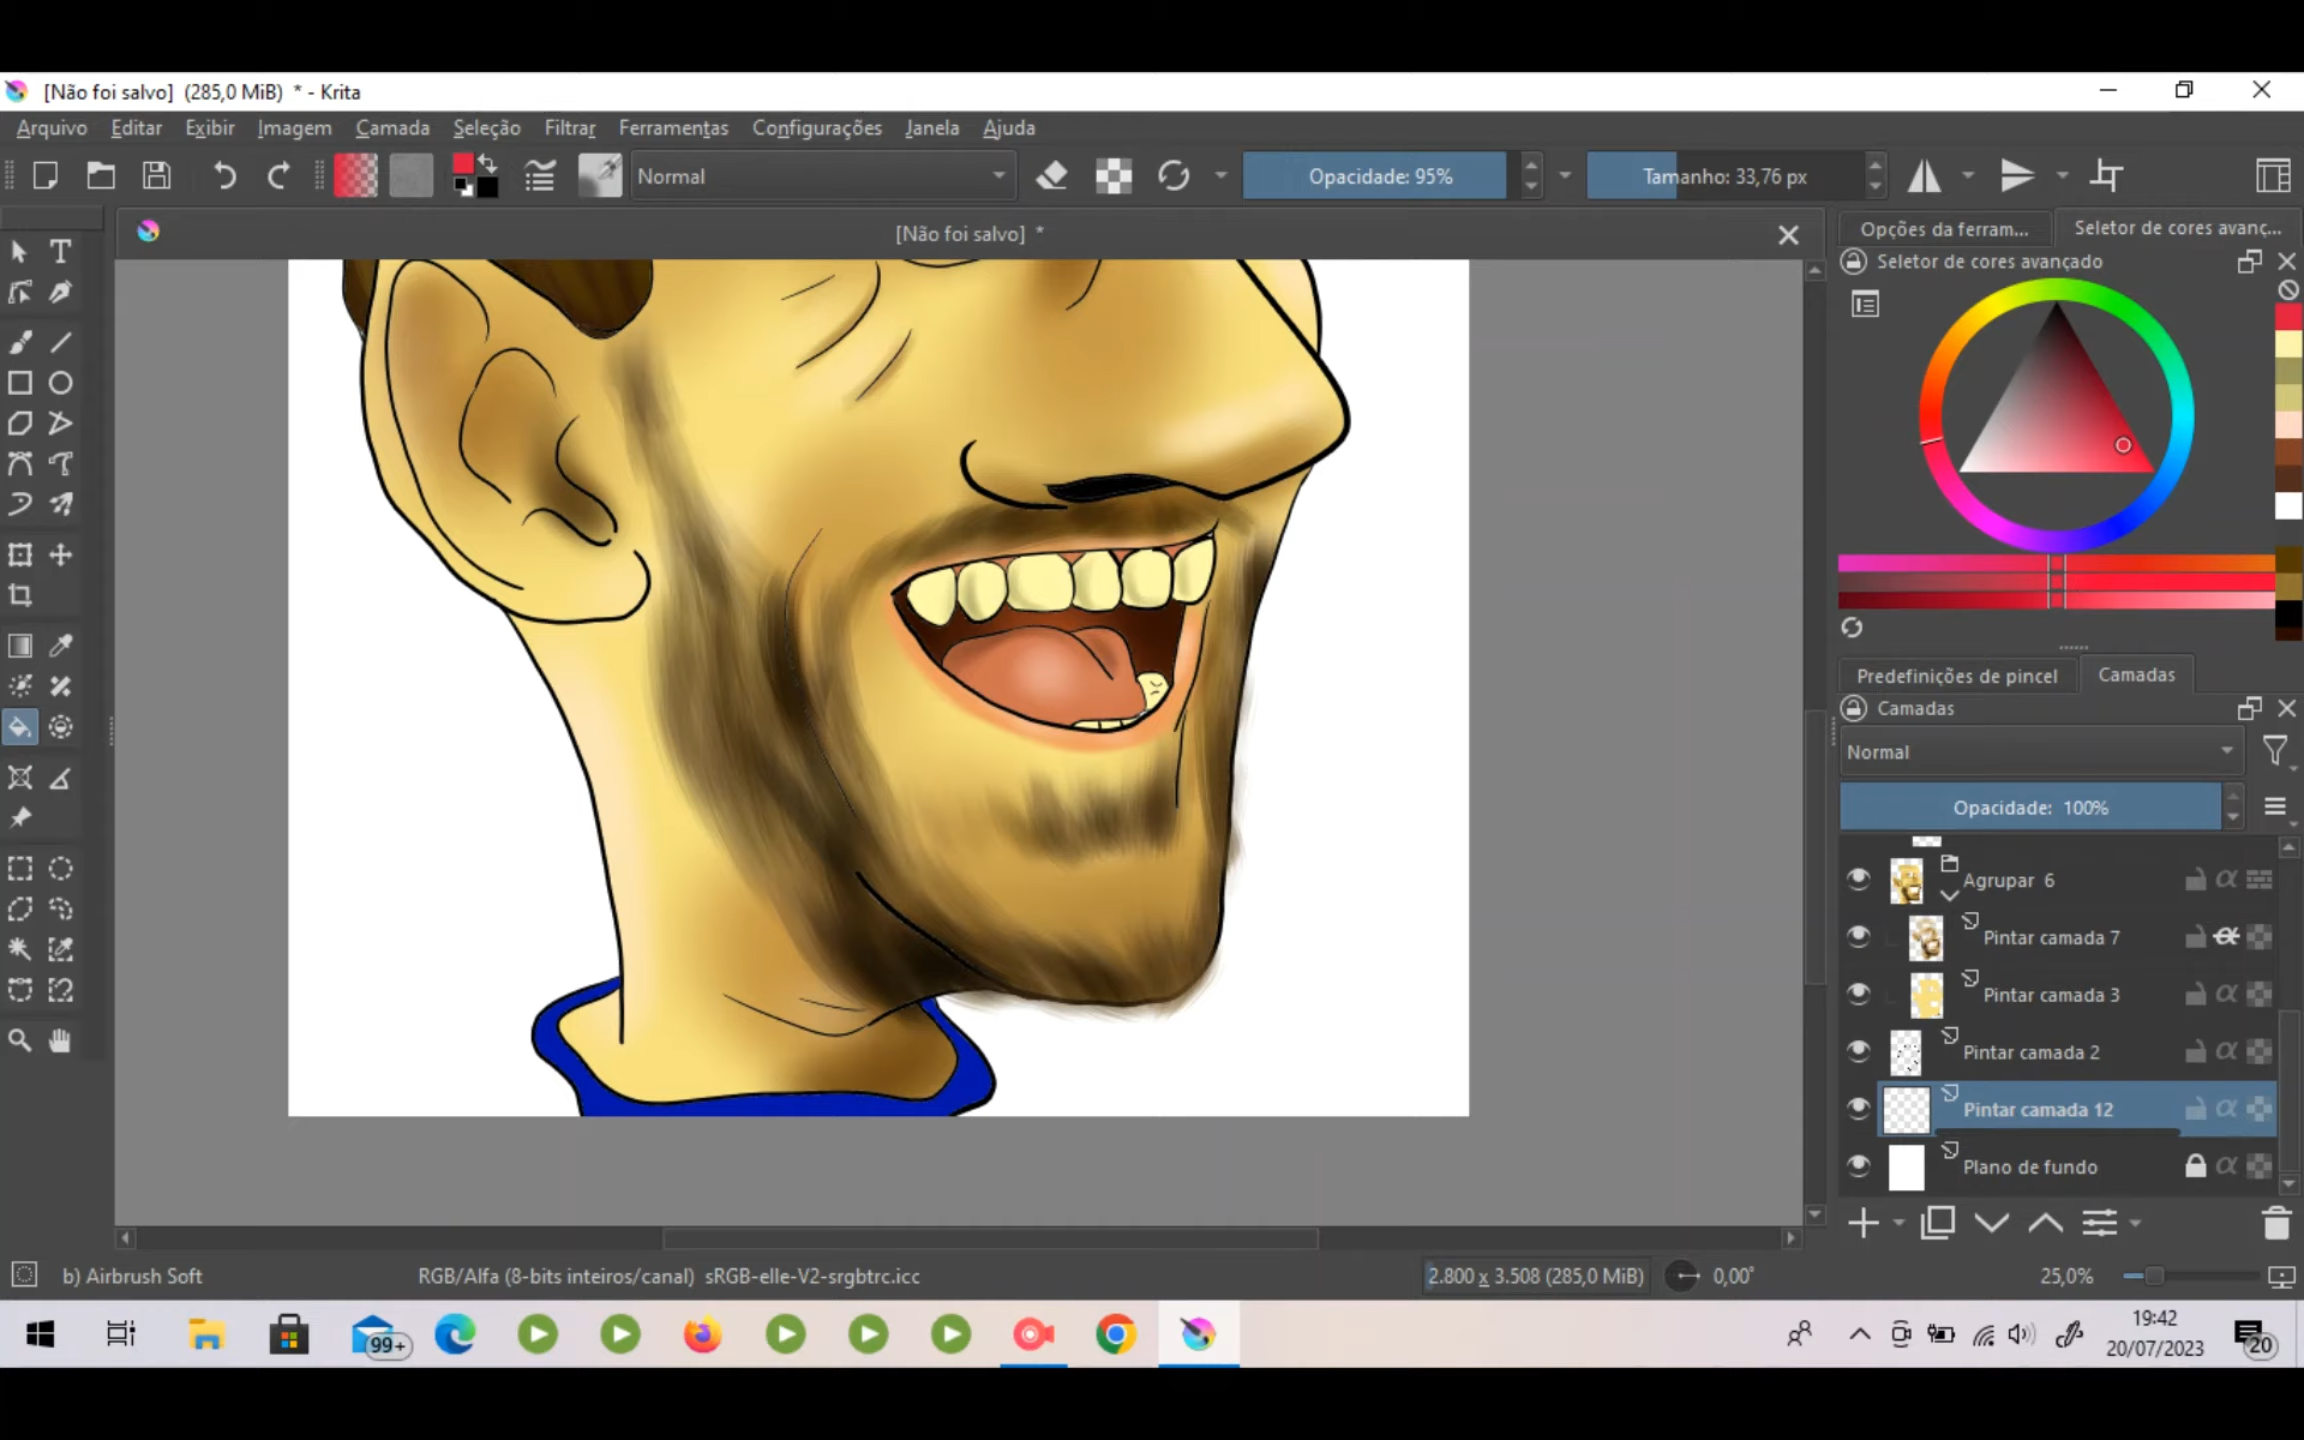 [Não foi salvo] (285,0 MiB) * - Krita
Arquivo Editar Exibir Imagem Camada Seleção Filtrar Ferramentas Configurações Janela Ajuda
Normal Opacidade: 95% Tamanho: 33,76 px
[Não foi salvo] *
Opções da ferram... Seletor de cores avanç...
Seletor de cores avançado
Predefinições de pincel Camadas
Camadas
Normal
Opacidade: 100%
Agrupar 6
Pintar camada 7
Pintar camada 3
Pintar camada 2
Pintar camada 12
Plano de fundo
b) Airbrush Soft RGB/Alfa (8-bits inteiros/canal) sRGB-elle-V2-srgbtrc.icc 2.800 x 3.508 (285,0 MiB) 0,00° 25,0%
99+
19:42
20/07/2023
20